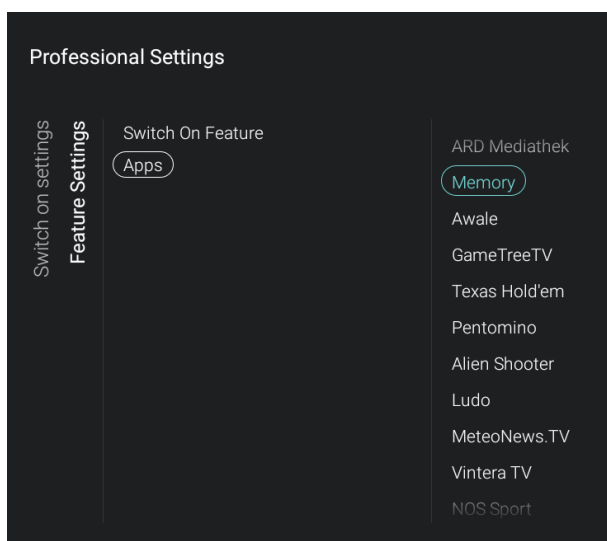 Professional Settings
Switch on settings
Feature Settings
Switch On Feature
Apps
ARD Mediathek
Memory
Awale
GameTreeTV
Texas Hold'em
Pentomino
Alien Shooter
Ludo
MeteoNews.TV
Vintera TV
NOS Sport